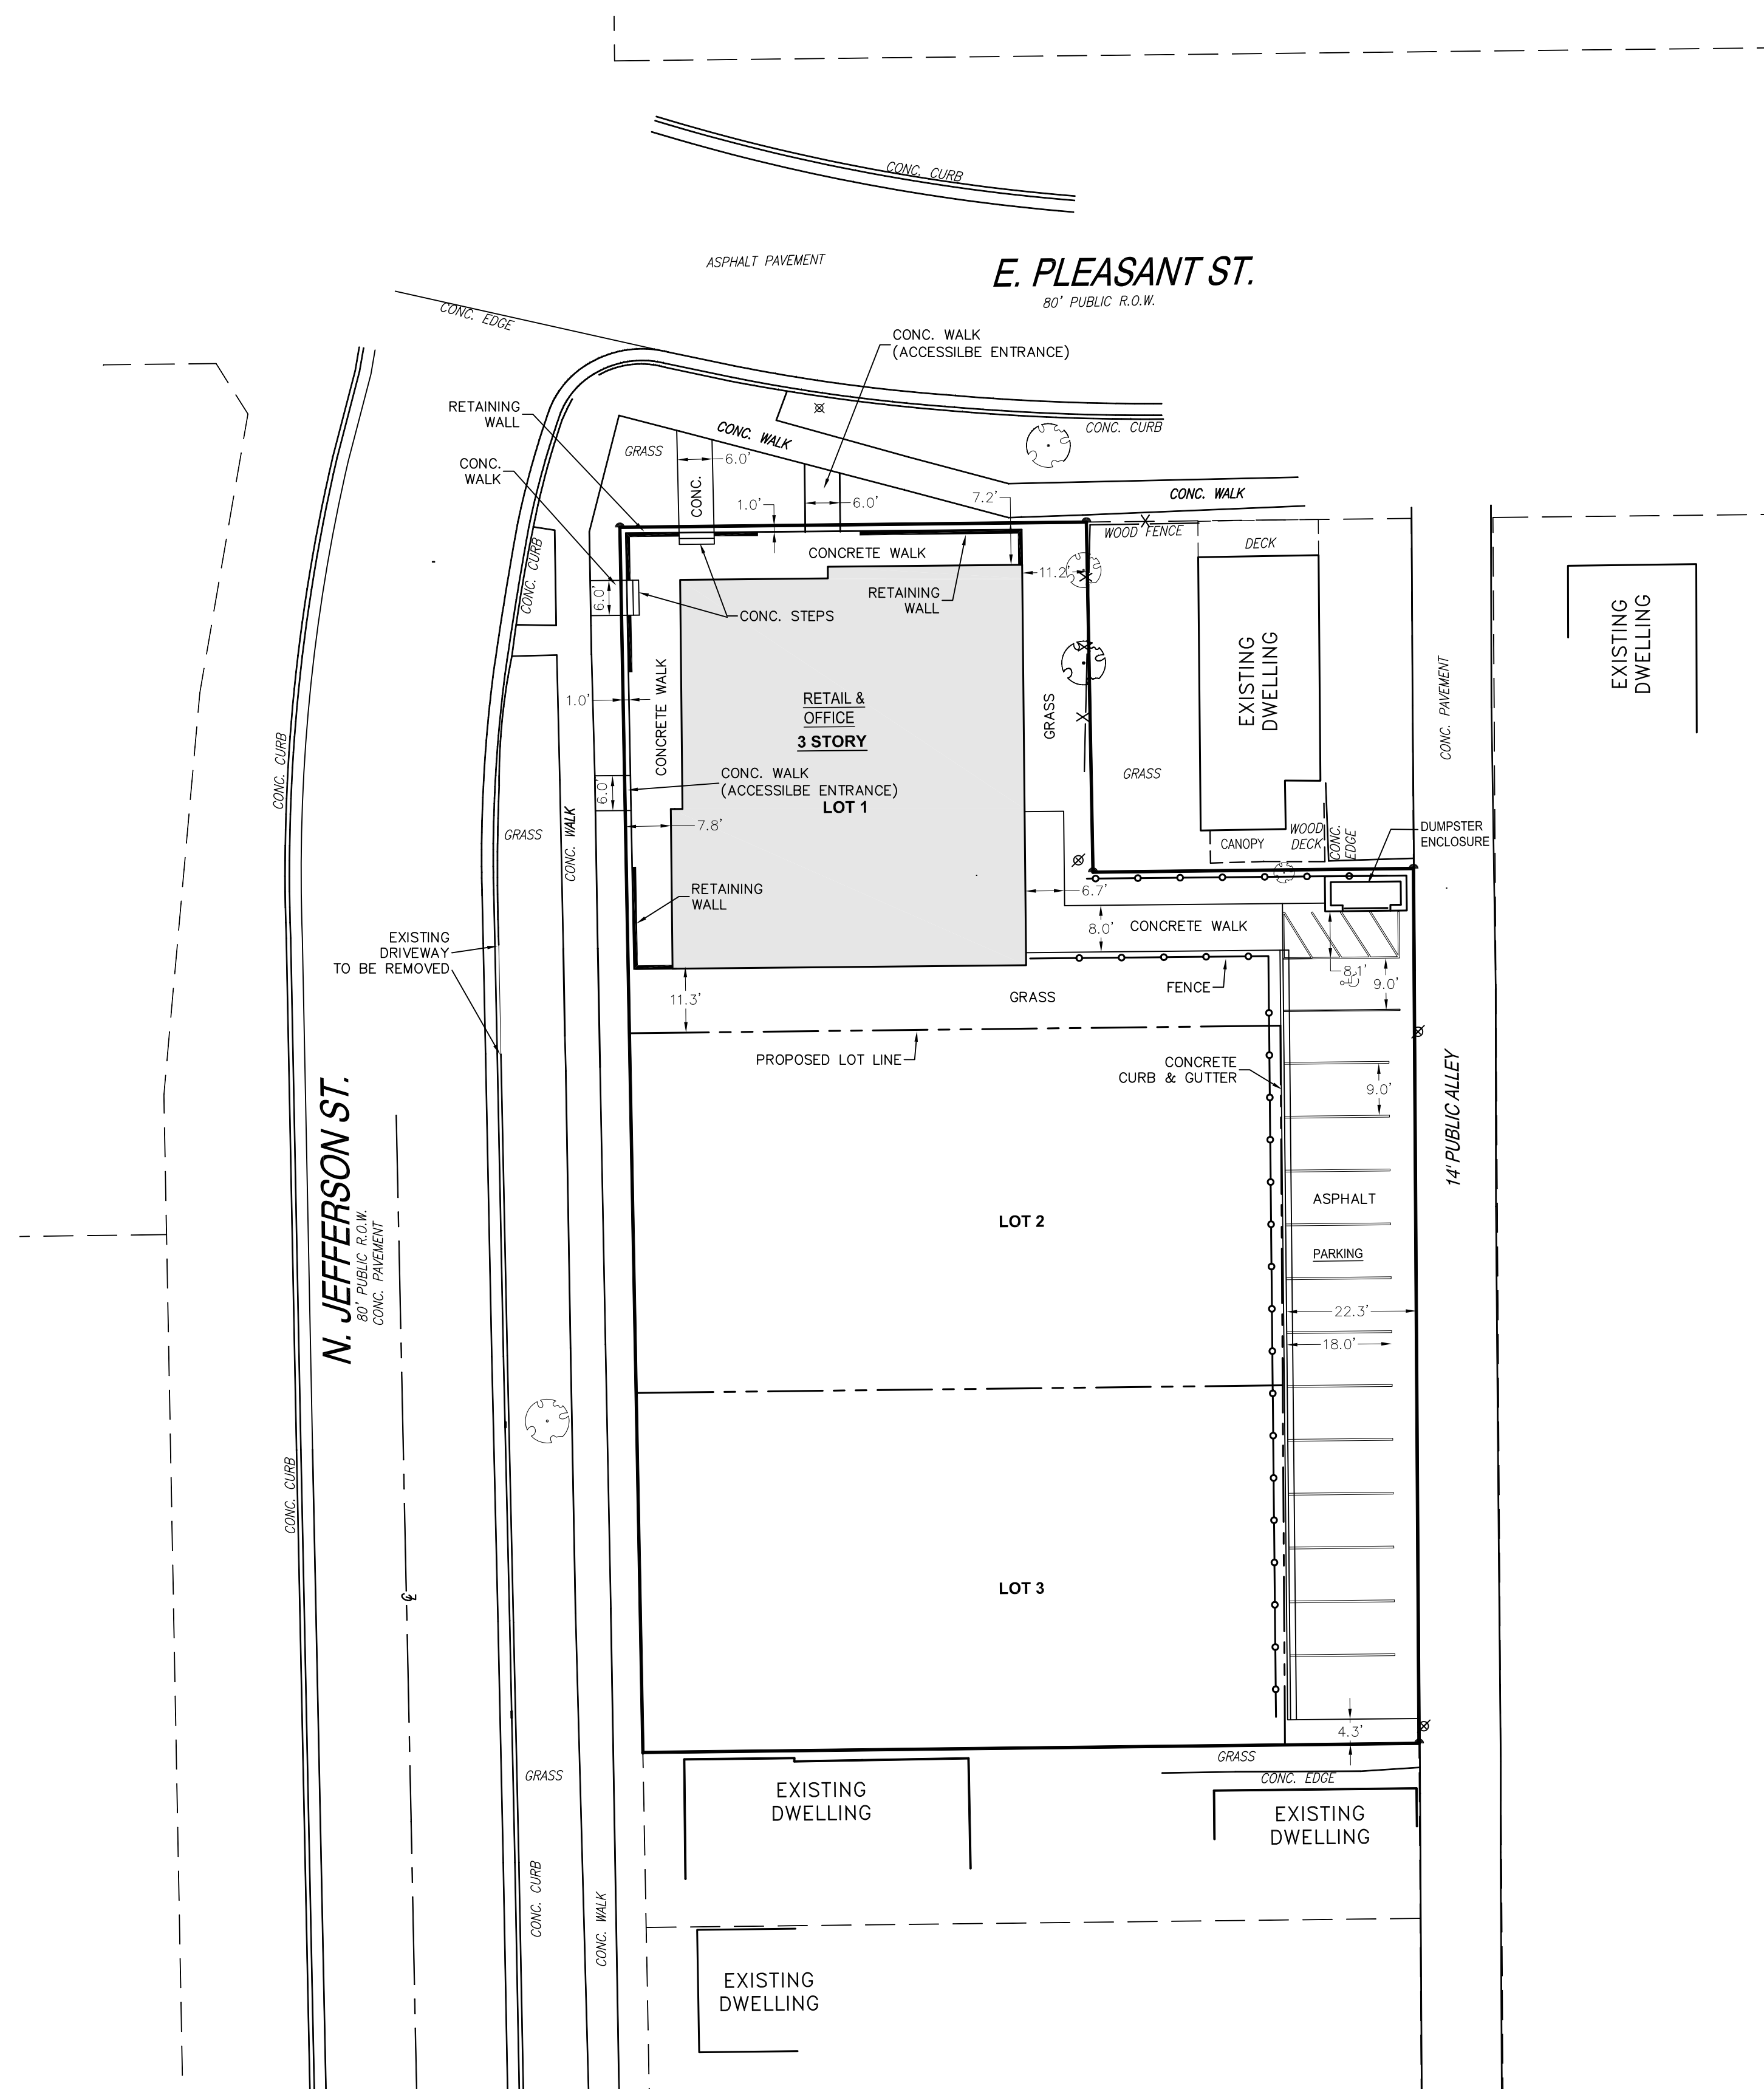 CONC. CURB
ASPHALT PAVEMENT
E. PLEASANT ST.
80' PUBLIC R.O.W.
CONC. EDGE
CONC. WALK
(ACCESSILBE ENTRANCE)
RETAINING
WALL
CONC. WALK
CONC. CURB
GRASS
6.0'
CONC.
WALK
CONC.
1.0'
6.0'
7.2'
CONC. WALK
WOOD FENCE
DECK
CONC. CURB
CONCRETE WALK
11.2'
6.0'
RETAINING
WALL
CONC. STEPS
EXISTING
DWELLING
EXISTING
DWELLING
CONC. PAVEMENT
CONCRETE WALK
1.0'
RETAIL &
OFFICE
3 STORY
GRASS
CONC. CURB
CONC. WALK
(ACCESSILBE ENTRANCE)
LOT 1
GRASS
6.0'
7.8'
GRASS
CONC. WALK
CANOPY
WOOD
DECK
CONC.
EDGE
DUMPSTER
ENCLOSURE
RETAINING
WALL
6.7'
8.0'
CONCRETE WALK
EXISTING
DRIVEWAY
TO BE REMOVED
8.1'
9.0'
FENCE
11.3'
GRASS
PROPOSED LOT LINE
CONCRETE
CURB & GUTTER
9.0'
14' PUBLIC ALLEY
N. JEFFERSON ST.
80' PUBLIC R.O.W.
CONC. PAVEMENT
LOT 2
ASPHALT
PARKING
22.3'
18.0'
CONC. CURB
LOT 3
4.3'
GRASS
CONC. EDGE
GRASS
EXISTING
DWELLING
EXISTING
DWELLING
CONC. CURB
CONC. WALK
EXISTING
DWELLING